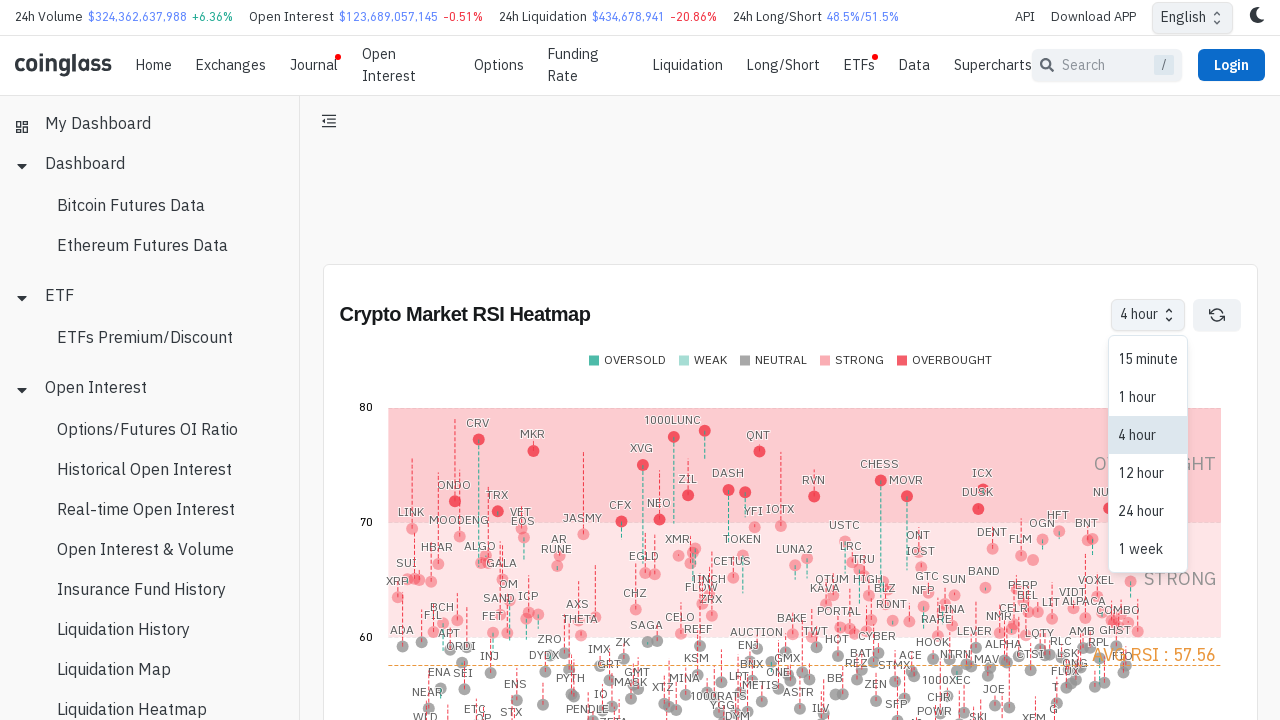 24h Volume $324,362,637,988 +6.36% Open Interest $123,689,057,145 -0.51% 24h Liquidation $434,678,941 -20.86% 24h Long/Short 48.5%/51.5% API Download APP English
coinglass Home Exchanges Journal Open Interest Options Funding Rate Liquidation Long/Short ETFs Data Supercharts Search / Login
My Dashboard
Dashboard
Bitcoin Futures Data
Ethereum Futures Data
ETF
ETFs Premium/Discount
Open Interest
Options/Futures OI Ratio
Historical Open Interest
Real-time Open Interest
Open Interest & Volume
Insurance Fund History
Liquidation History
Liquidation Map
Liquidation Heatmap
Crypto Market RSI Heatmap
4 hour
15 minute
1 hour
4 hour
12 hour
24 hour
1 week
OVERSOLD WEAK NEUTRAL STRONG OVERBOUGHT
80
CRV MKR 1000LUNC QNT
XVG CHESS
ONDO TRX ZIL DASH RVN MOVR ICX DUSK
LINK MOODENG VET EOS JASMY CFX NEO YFI IOTX HFT
70
HBAR ALGD AR RUNE XMR TOKEN USTC ONT DENT FLM OGN BNT
SUI GALA EGLD CETUS LUNA2 LRC TRU IOST
XRP OM 1INCH FLOW OTUM HIGH GTC SUN BAND PERP VOXEL
BCH SAND ICP AXS CHZ ZRX KAVA BLZ NFP BEL VIDT
FIL FET THETA CELO PORTAL RDNT LINA CELR LIT ALPACA COMBO
ADA APT SAGA REEF AUCTION BAKE TWT CYBER RARE NMR LEVER LQTY AMB GHST
60
ORDI ZRO ZK ENJ HOT HOOK ALPHA RLC RPL
INJ DYDX IMX KSM BNX GMX BAT ACE NTRN CTSI LSK
AVG RSI : 57.56
ENA SEI PYTH GRT GMT MINA LPT ONE REZ STMX MAV ONG FLUX
NEAR ENS IO MASK XTZ METIS ASTR BB ZEN 1000XEC JOE
ETC STX PENDLE 1000RATS YGG DYM ILV SFP CHR POWR
STRONG